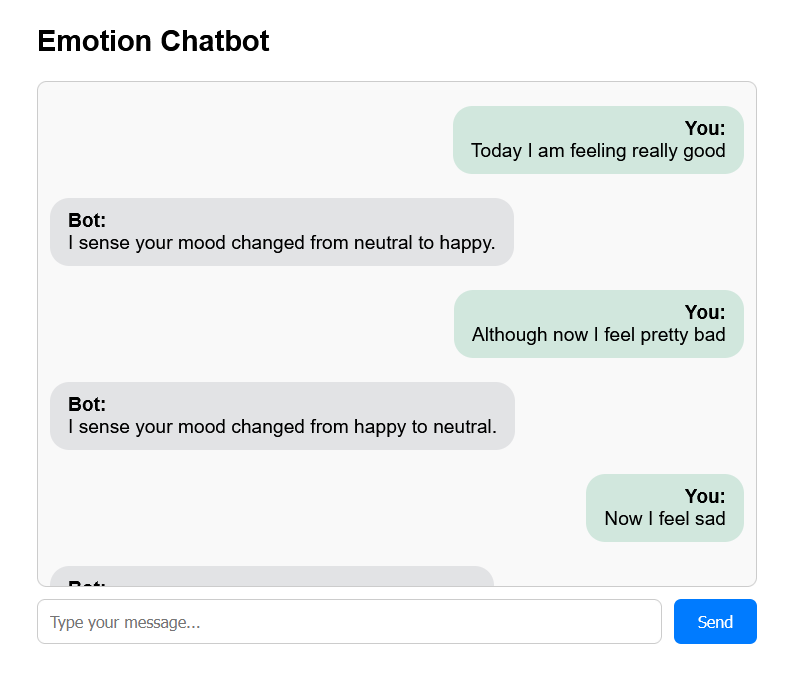 Emotion Chatbot
You:
Today I am feeling really good
Bot:
I sense your mood changed from neutral to happy.
You:
Although now I feel pretty bad
Bot:
I sense your mood changed from happy to neutral.
You:
Now I feel sad
Bot:
Type your message...
Send